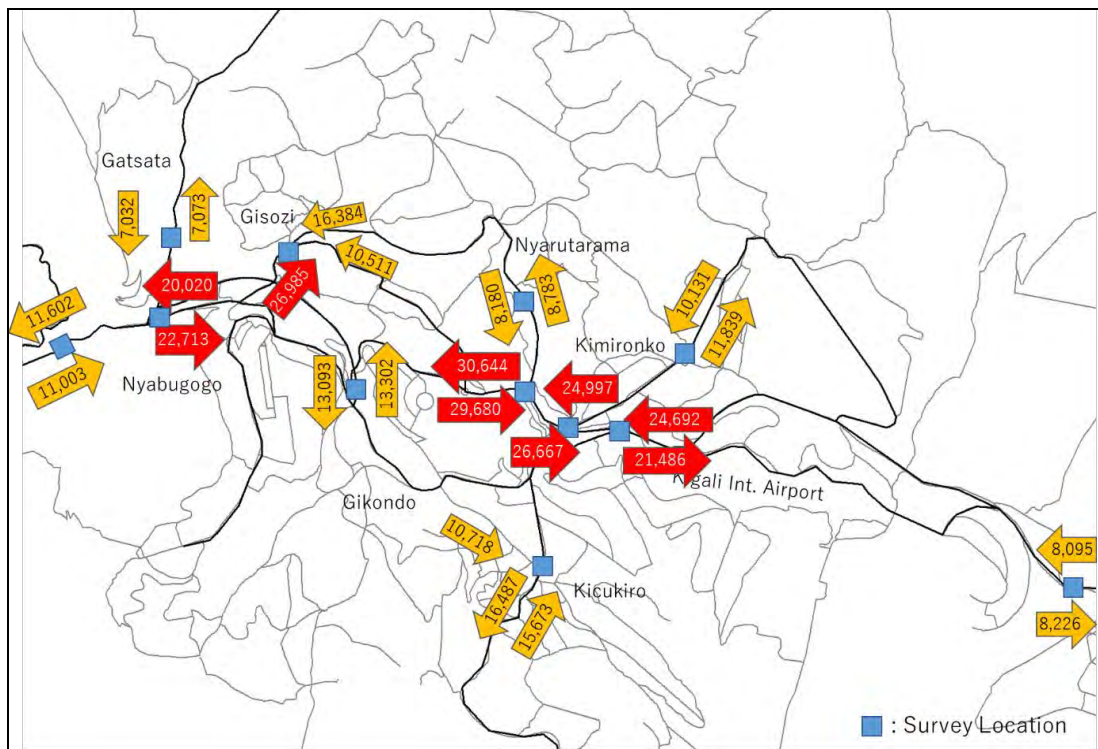 Gatsata
7,032
7,073
Gisozi
16,384
10,511
Nyarutarama
20,020
26,985
8,180
8,783
10,131
11,839
11,602
22,713
Kimironko
11,003
Nyabugogo
13,093
13,302
30,644
24,997
29,680
24,692
26,667
21,486
Kigali Int. Airport
Gikondo
10,718
8,095
16,487
15,673
Kicukiro
8,226
: Survey Location